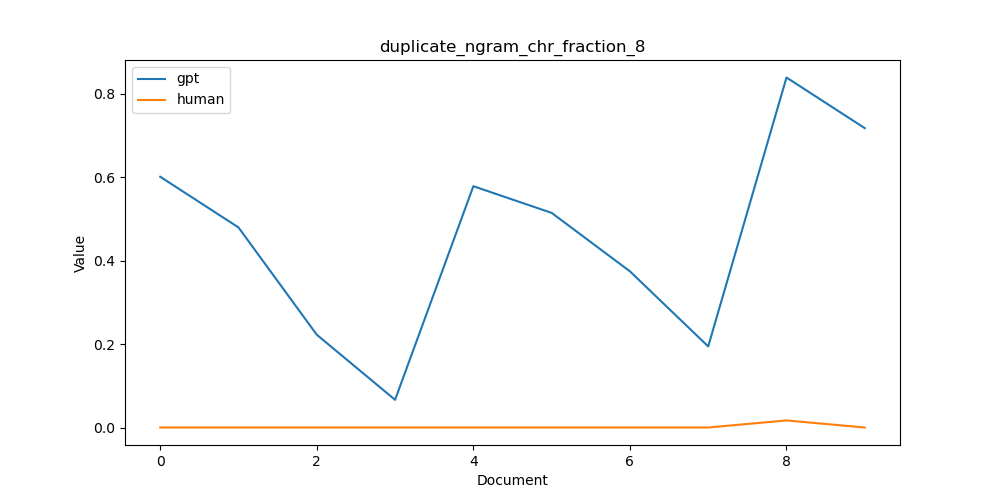 duplicate_ngram_chr_fraction_8
gpt
human
0.8
0.6
0.4
0.2
0.0
Value
0 2 4 6 8
Document